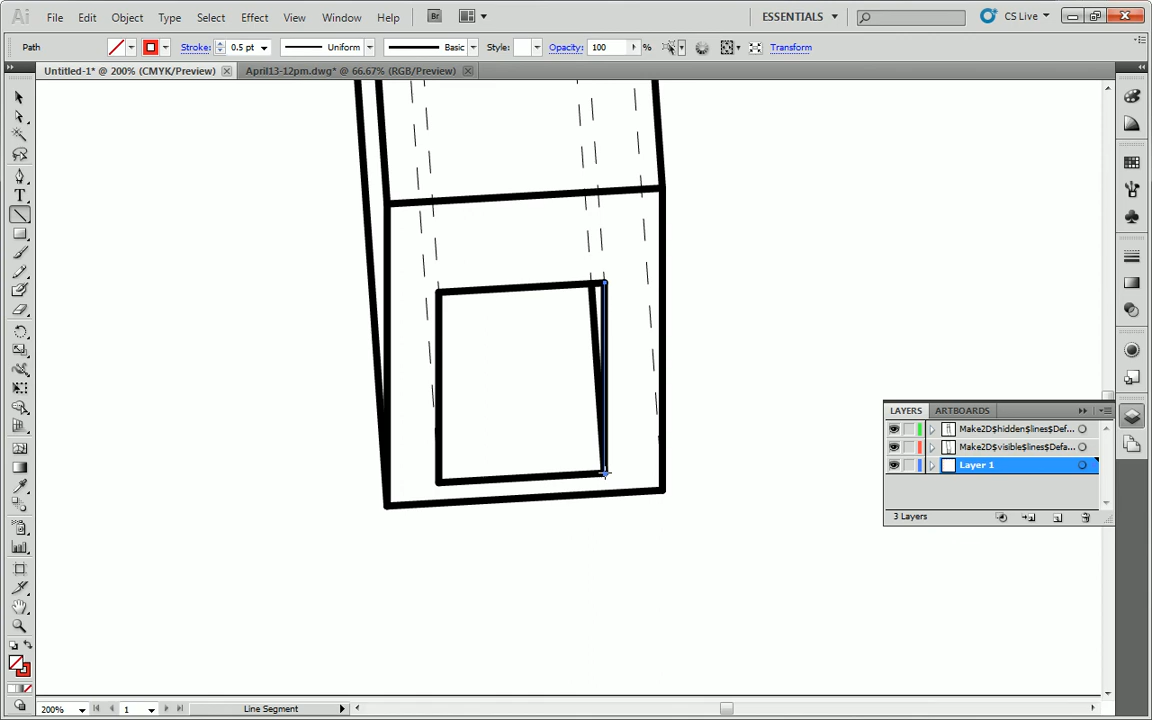 Ai File Edit Object Type Select Effect View Window Help Br ESSENTIALS CS Live
Path Stroke: 0.5 pt Uniform Basic Style: Opacity: 100 % Transform
Untitled-1* @ 200% (CMYK/Preview) April13-12pm.dwg* @ 66.67% (RGB/Preview)
LAYERS ARTBOARDS
Make2D$hidden$lines$Def...
Make2D$visible$lines$Defa...
Layer 1
3 Layers
200% 1 Line Segment